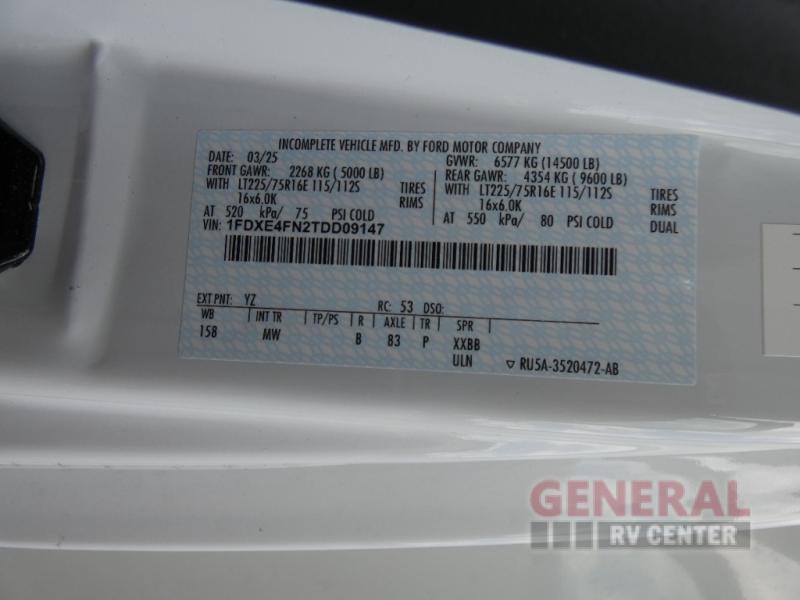 INCOMPLETE VEHICLE MFD. BY FORD MOTOR COMPANY
DATE: 03/25 GVWR: 6577 KG (14500 LB)
FRONT GAWR: 2268 KG ( 5000 LB) REAR GAWR: 4354 KG ( 9600 LB)
WITH LT225/75R16E 115/112S TIRES WITH LT225/75R16E 115/112S TIRES
16x6.0K RIMS 16x6.0K RIMS
AT 520 kPa/ 75 PSI COLD AT 550 kPa/ 80 PSI COLD DUAL
VIN: 1FDXE4FN2TDD09147
EXT PNT: YZ RC: 53 DSO:
WB INT TR TP/PS R AXLE TR SPR
158 MW B 83 P XXBB
ULN ▽ RU5A-3520472-AB
GENERAL
RV CENTER